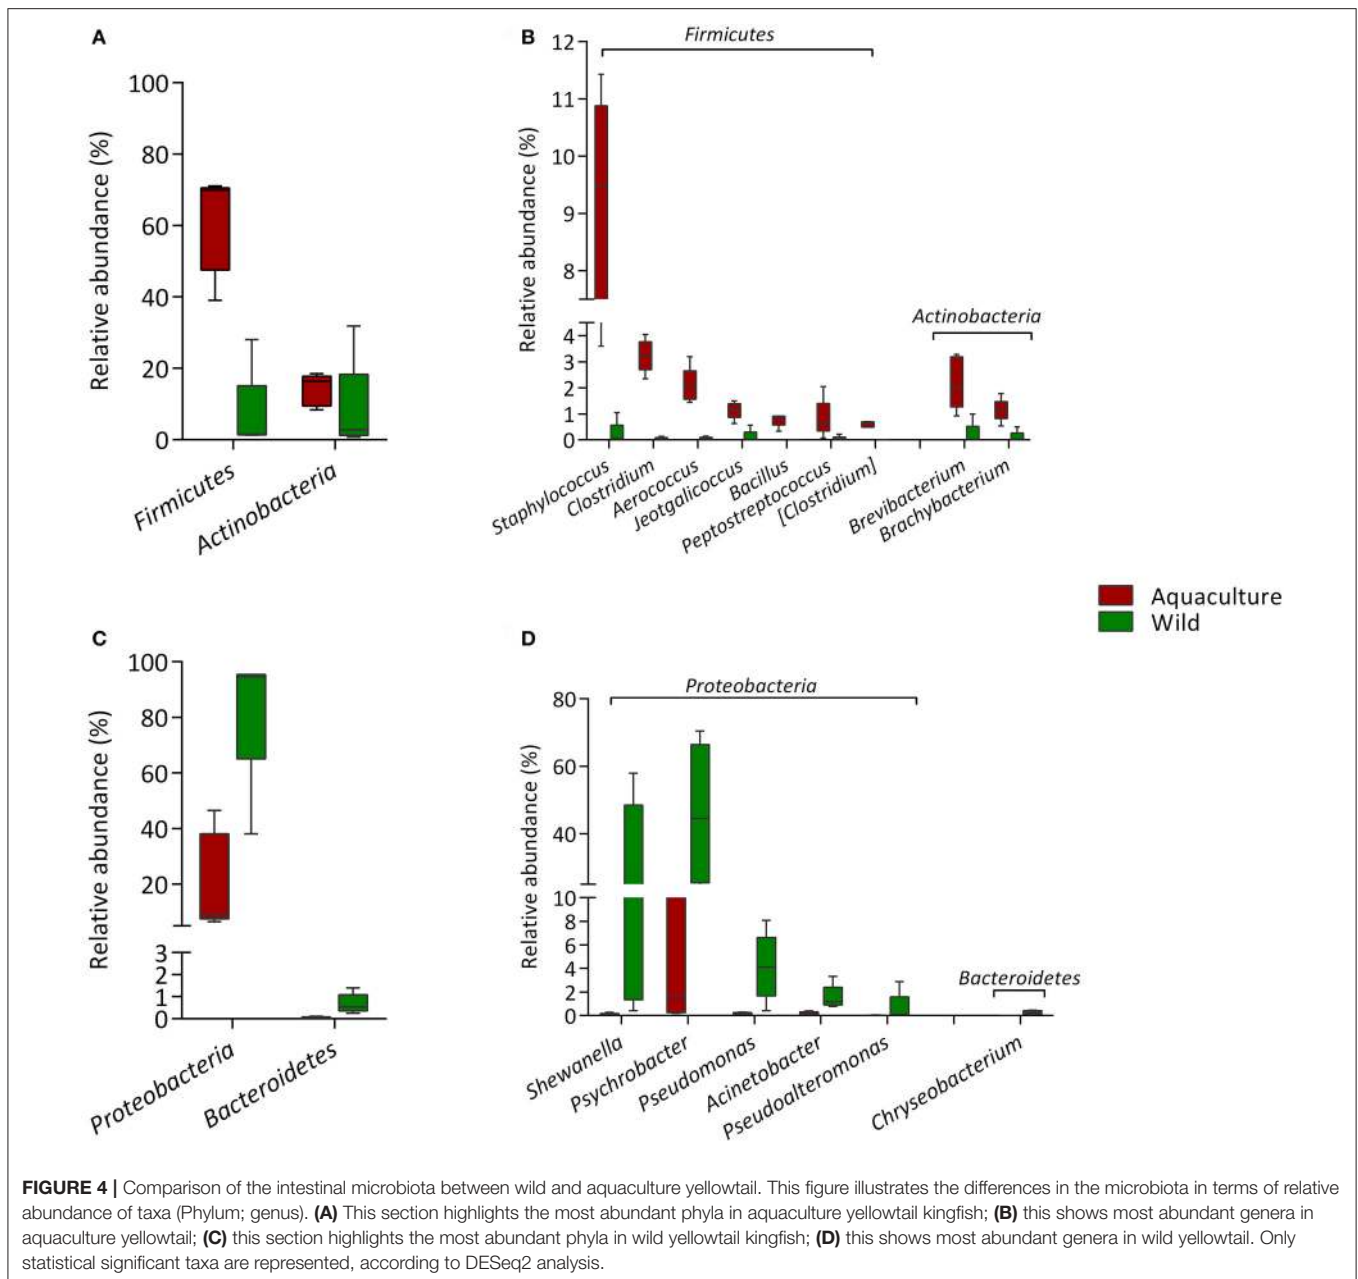 A
Relative abundance (%)
100
80
60
40
20
0
Firmicutes
Actinobacteria
B
Firmicutes
Relative abundance (%)
12
11
10
9
8
4
3
2
1
0
Actinobacteria
Staphylococcus
Clostridium
Aerococcus
Jeotgalicoccus
Bacillus
Peptostreptococcus
[Clostridium]
Brevibacterium
Brachybacterium
Aquaculture
Wild
C
Relative abundance (%)
100
80
60
40
20
3
2
1
0
Proteobacteria
Bacteroidetes
D
Proteobacteria
Relative abundance (%)
80
60
40
10
8
6
4
2
0
Bacteroidetes
Shewanella
Psychrobacter
Pseudomonas
Acinetobacter
Pseudoalteromonas
Chryseobacterium
FIGURE 4 | Comparison of the intestinal microbiota between wild and aquaculture yellowtail. This figure illustrates the differences in the microbiota in terms of relative
abundance of taxa (Phylum; genus). (A) This section highlights the most abundant phyla in aquaculture yellowtail kingfish; (B) this shows most abundant genera in
aquaculture yellowtail; (C) this section highlights the most abundant phyla in wild yellowtail kingfish; (D) this shows most abundant genera in wild yellowtail. Only
statistical significant taxa are represented, according to DESeq2 analysis.